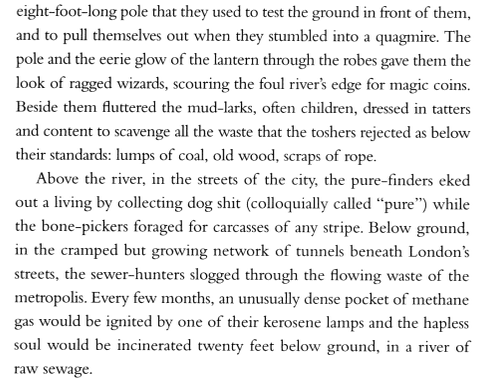 eight-foot-long pole that they used to test the ground in front of them,
and to pull themselves out when they stumbled into a quagmire. The
pole and the eerie glow of the lantern through the robes gave them the
look of ragged wizards, scouring the foul river's edge for magic coins.
Beside them fluttered the mud-larks, often children, dressed in tatters
and content to scavenge all the waste that the toshers rejected as below
their standards: lumps of coal, old wood, scraps of rope.
Above the river, in the streets of the city, the pure-finders eked
out a living by collecting dog shit (colloquially called “pure”) while
the bone-pickers foraged for carcasses of any stripe. Below ground,
in the cramped but growing network of tunnels beneath London's
streets, the sewer-hunters slogged through the flowing waste of the
metropolis. Every few months, an unusually dense pocket of methane
gas would be ignited by one of their kerosene lamps and the hapless
soul would be incinerated twenty feet below ground, in a river of
raw sewage.